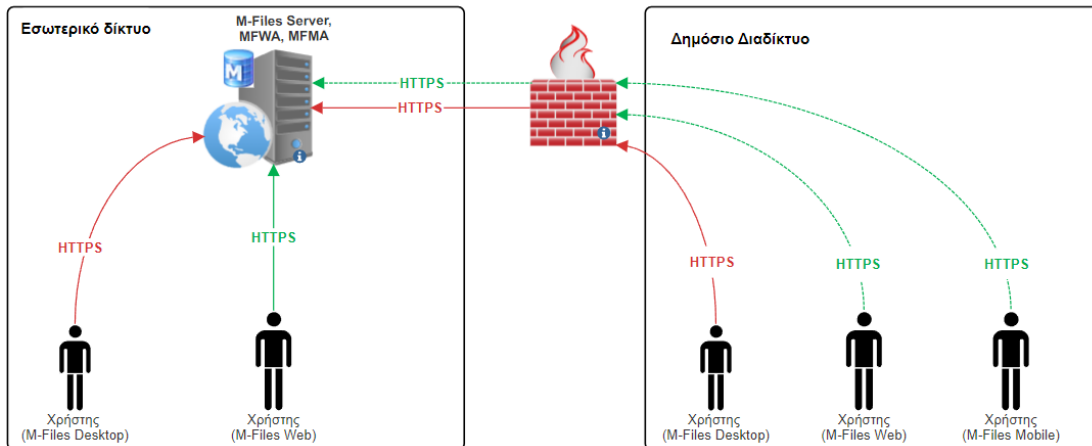 Εσωτερικό δίκτυο
M-Files Server,
MFWA, MFMA
Δημόσιο Διαδίκτυο
M
HTTPS
HTTPS
HTTPS
HTTPS
HTTPS
HTTPS
HTTPS
Χρήστης
(M-Files Desktop)
Χρήστης
(M-Files Web)
Χρήστης
(M-Files Desktop)
Χρήστης
(M-Files Web)
Χρήστης
(M-Files Mobile)